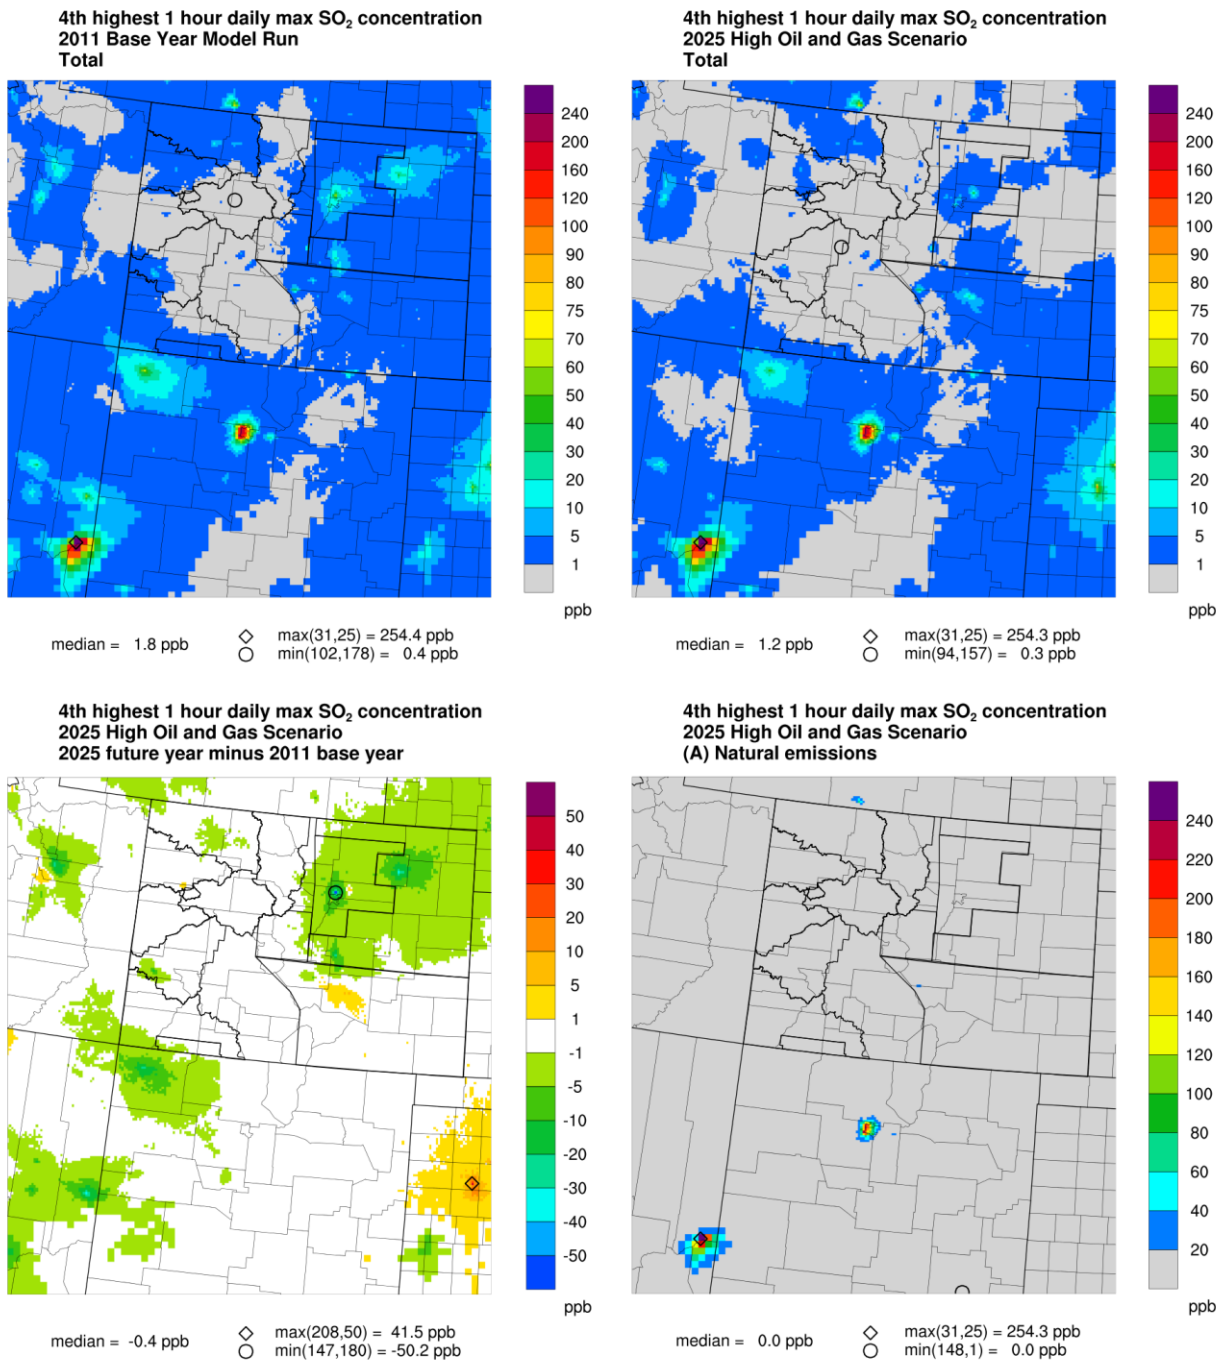 4th highest 1 hour daily max SO₂ concentration
2011 Base Year Model Run
Total
240
200
160
120
100
90
80
75
70
60
50
40
30
20
10
5
1
ppb
median = 1.8 ppb
max(31,25) = 254.4 ppb
min(102,178) = 0.4 ppb
4th highest 1 hour daily max SO₂ concentration
2025 High Oil and Gas Scenario
Total
240
200
160
120
100
90
80
75
70
60
50
40
30
20
10
5
1
ppb
median = 1.2 ppb
max(31,25) = 254.3 ppb
min(94,157) = 0.3 ppb
4th highest 1 hour daily max SO₂ concentration
2025 High Oil and Gas Scenario
2025 future year minus 2011 base year
50
40
30
20
10
5
1
-1
-5
-10
-20
-30
-40
-50
ppb
median = -0.4 ppb
max(208,50) = 41.5 ppb
min(147,180) = -50.2 ppb
4th highest 1 hour daily max SO₂ concentration
2025 High Oil and Gas Scenario
(A) Natural emissions
240
220
200
180
160
140
120
100
80
60
40
20
ppb
median = 0.0 ppb
max(31,25) = 254.3 ppb
min(148,1) = 0.0 ppb